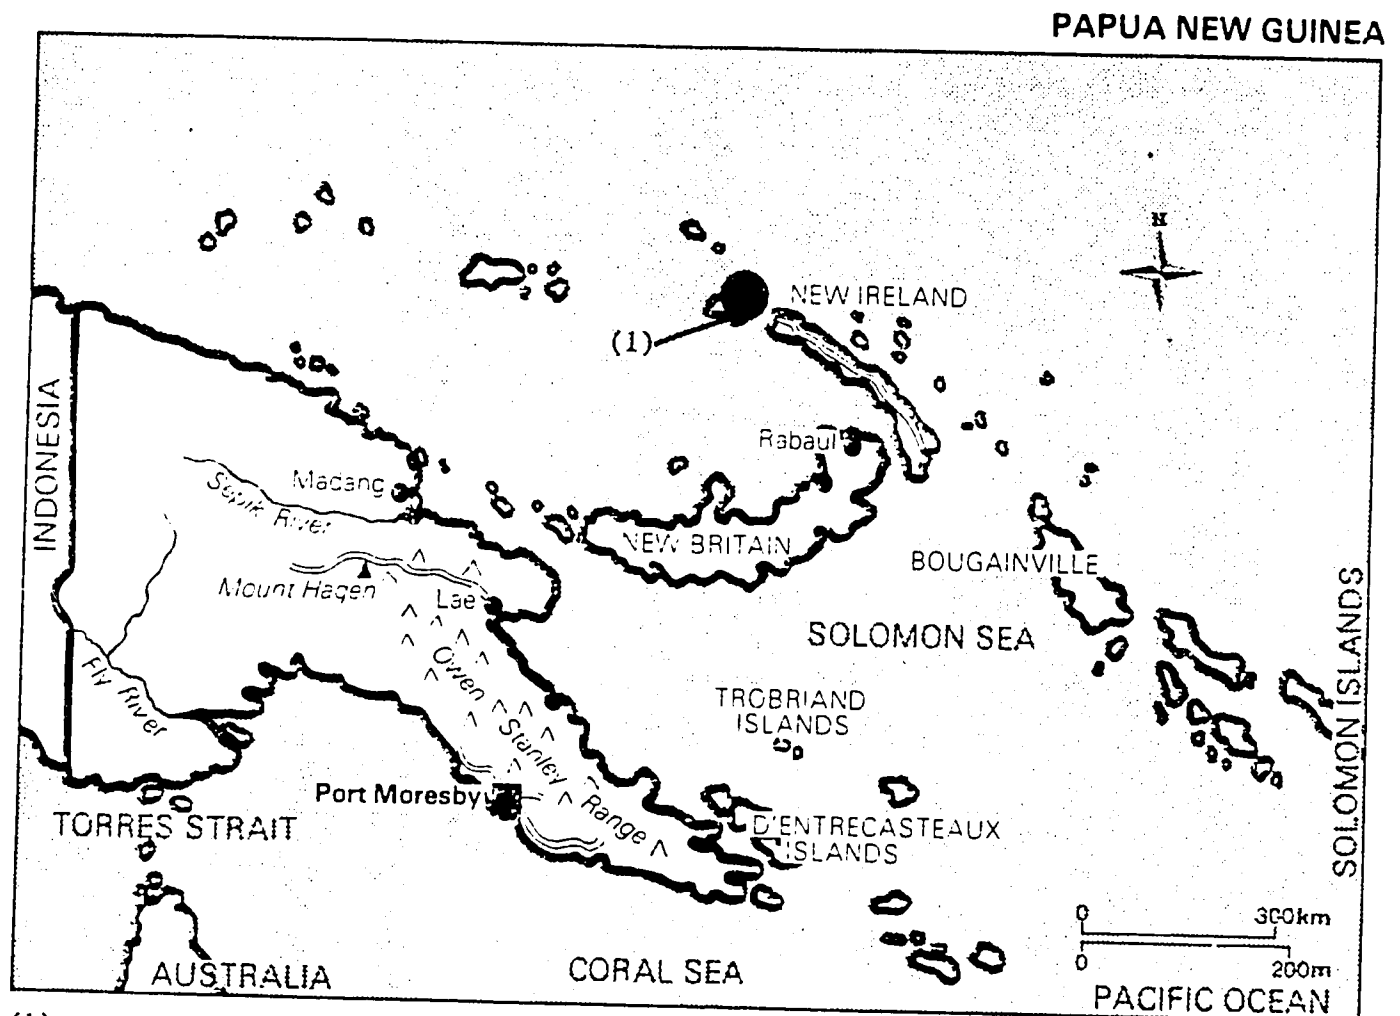 PAPUA NEW GUINEA
N
NEW IRELAND
(1)
Rabaul
Madang
Sepik River
INDONESIA
NEW BRITAIN
BOUGAINVILLE
Mount Hagen
Lae
SOLOMON SEA
Owen Stanley Range
Fly River
TROBRIAND
ISLANDS
SOLOMON ISLANDS
Port Moresby
TORRES STRAIT
D'ENTRECASTEAUX
ISLANDS
0 300km
0 200m
AUSTRALIA
CORAL SEA
PACIFIC OCEAN
(1)